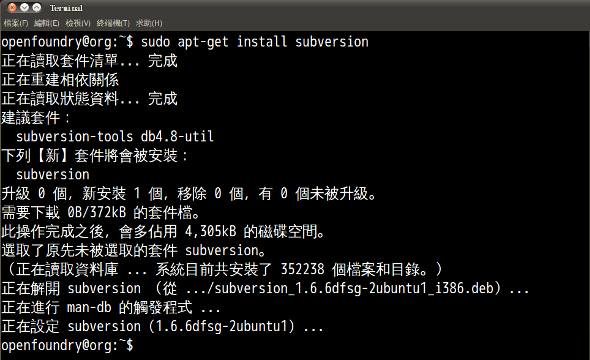 Terminal
檔案(F) 編輯(E) 檢視(V) 終端機(T) 求助(H)
openfoundry@org:~$ sudo apt-get install subversion
正在讀取套件清單... 完成
正在重建相依關係
正在讀取狀態資料... 完成
建議套件：
  subversion-tools db4.8-util
下列【新】套件將會被安裝：
  subversion
升級 0 個，新安裝 1 個，移除 0 個，有 0 個未被升級。
需要下載 0B/372kB 的套件檔。
此操作完成之後，會多佔用 4,305kB 的磁碟空間。
選取了原先未被選取的套件 subversion。
（正在讀取資料庫 ... 系統目前共安裝了 352238 個檔案和目錄。）
正在解開 subversion （從 .../subversion_1.6.6dfsg-2ubuntu1_i386.deb）...
正在進行 man-db 的觸發程式 ...
正在設定 subversion（1.6.6dfsg-2ubuntu1）...
openfoundry@org:~$